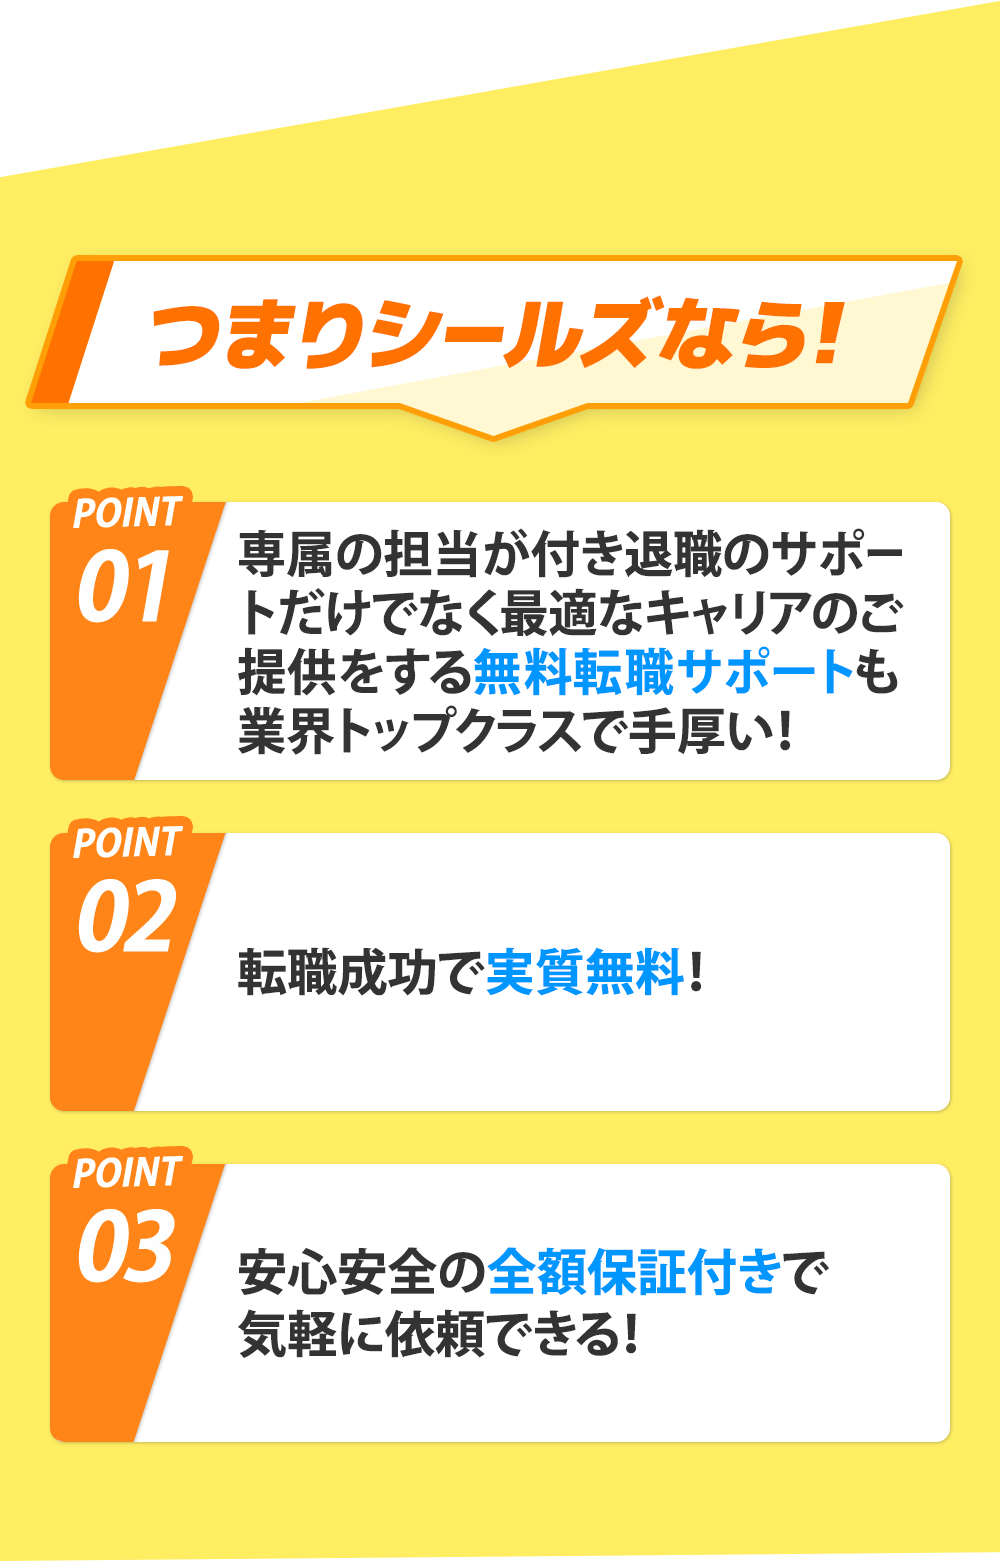 つまりシールズなら!
POINT
01
専属の担当が付き退職のサポー
トだけでなく最適なキャリアのご
提供をする無料転職サポートも
業界トップクラスで手厚い!
POINT
02
転職成功で実質無料!
POINT
03
安心安全の全額保証付きで
気軽に依頼できる!